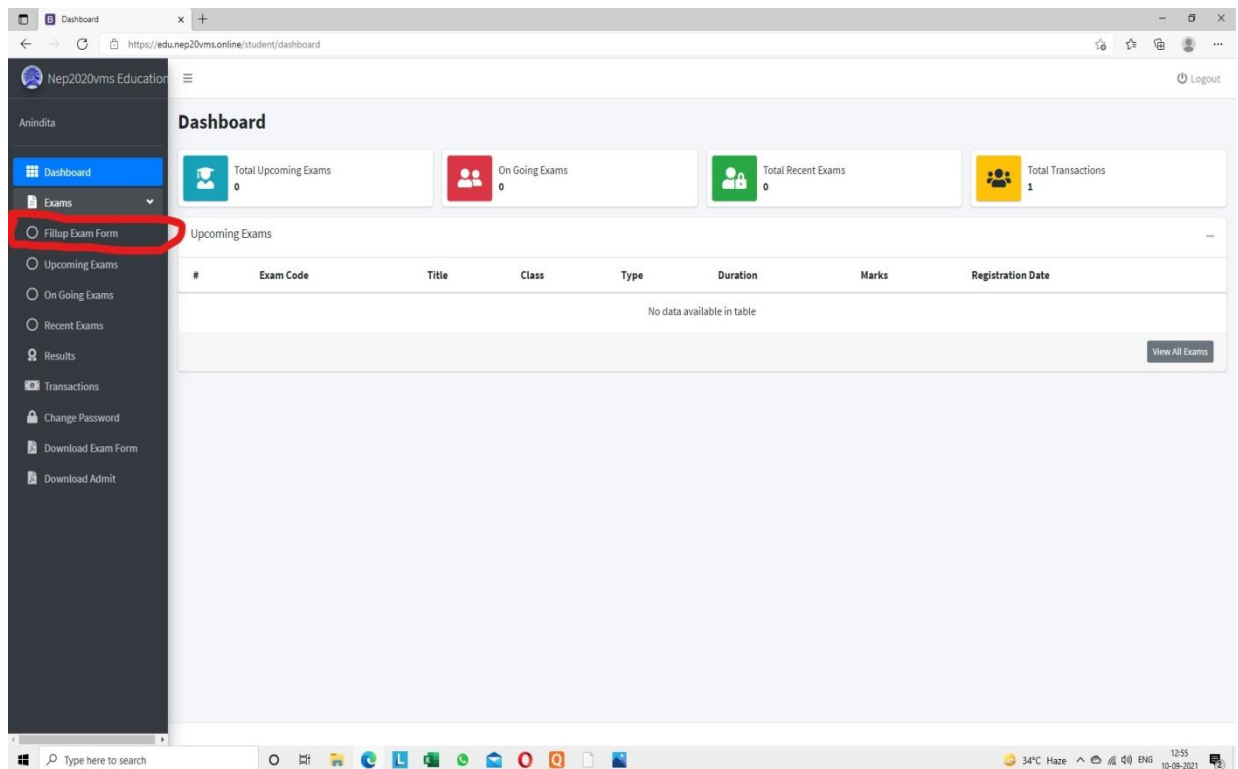 Dashboard
https://edu.nep20vms.online/student/dashboard
Nep2020vms Education
Logout
Anindita
Dashboard
Dashboard
Exams
Fillup Exam Form
Upcoming Exams
On Going Exams
Recent Exams
Results
Transactions
Change Password
Download Exam Form
Download Admit
Total Upcoming Exams
0
On Going Exams
0
Total Recent Exams
0
Total Transactions
1
Upcoming Exams
# Exam Code Title Class Type Duration Marks Registration Date
No data available in table
View All Exams
Type here to search
34°C Haze ENG 12:55
10-09-2021